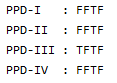 PPD-I   : FFTF
PPD-II  : FFTF
PPD-III : TFTF
PPD-IV  : FFTF